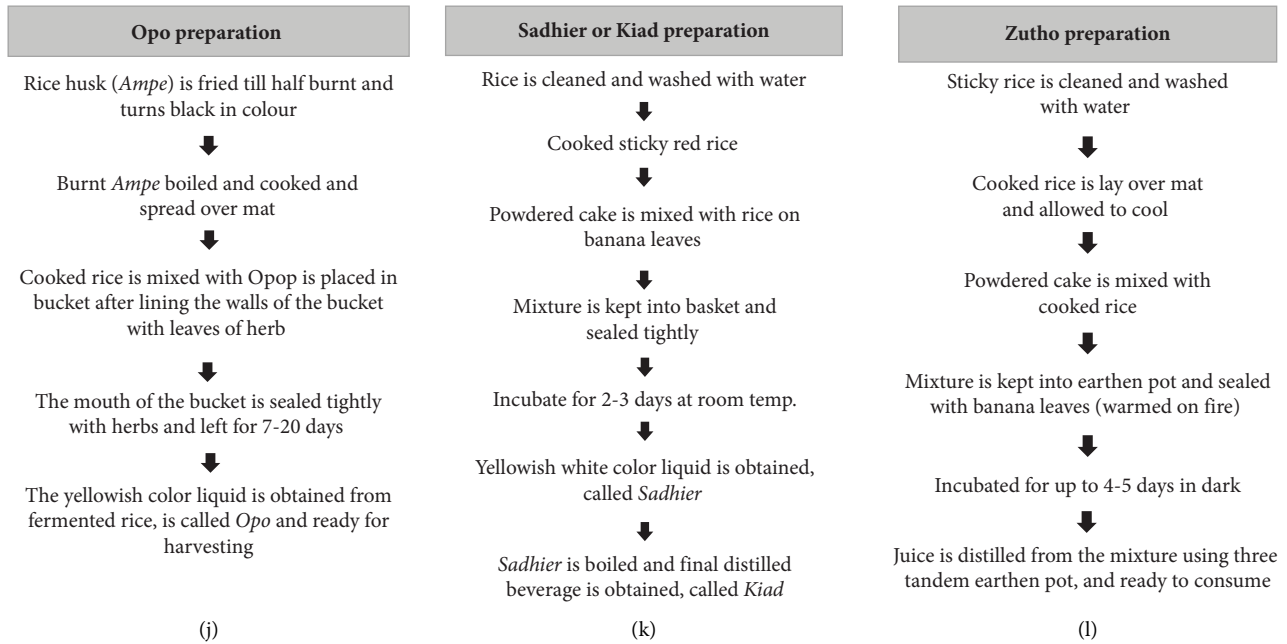 Opo preparation
Rice husk (Ampe) is fried till half burnt and
turns black in colour
Burnt Ampe boiled and cooked and
spread over mat
Cooked rice is mixed with Opop is placed in
bucket after lining the walls of the bucket
with leaves of herb
The mouth of the bucket is sealed tightly
with herbs and left for 7-20 days
The yellowish color liquid is obtained from
fermented rice, is called Opo and ready for
harvesting
(j)
Sadhier or Kiad preparation
Rice is cleaned and washed with water
Cooked sticky red rice
Powdered cake is mixed with rice on
banana leaves
Mixture is kept into basket and
sealed tightly
Incubate for 2-3 days at room temp.
Yellowish white color liquid is obtained,
called Sadhier
Sadhier is boiled and final distilled
beverage is obtained, called Kiad
(k)
Zutho preparation
Sticky rice is cleaned and washed
with water
Cooked rice is lay over mat
and allowed to cool
Powdered cake is mixed with
cooked rice
Mixture is kept into earthen pot and sealed
with banana leaves (warmed on fire)
Incubated for up to 4-5 days in dark
Juice is distilled from the mixture using three
tandem earthen pot, and ready to consume
(l)